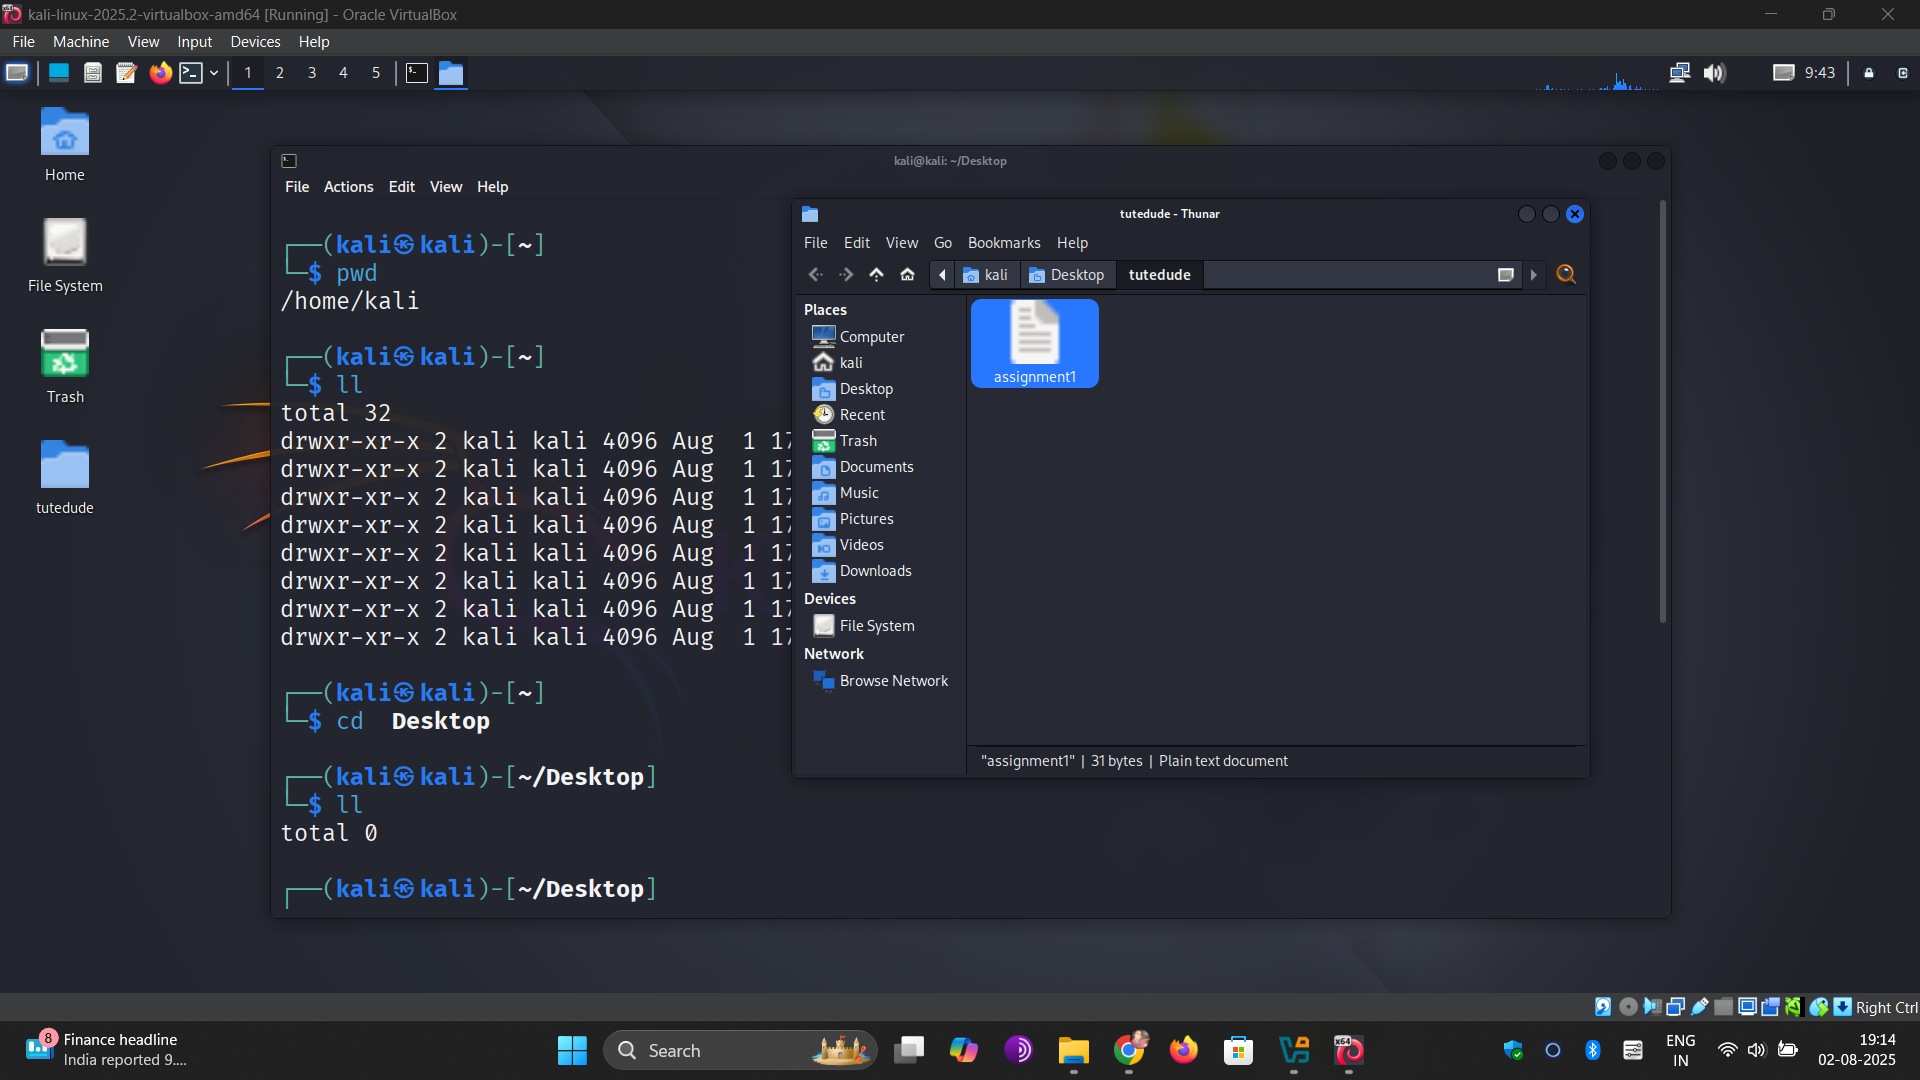 kali-linux-2025.2-virtualbox-amd64 [Running] - Oracle VirtualBox
File Machine View Input Devices Help
1 2 3 4 5
9:43
Home
File System
Trash
tutedude
kali@kali: ~/Desktop
File Actions Edit View Help
┌──(kali㉿kali)-[~]
└─$ pwd
/home/kali
┌──(kali㉿kali)-[~]
└─$ ll
total 32
drwxr-xr-x 2 kali kali 4096 Aug  1 17
drwxr-xr-x 2 kali kali 4096 Aug  1 17
drwxr-xr-x 2 kali kali 4096 Aug  1 17
drwxr-xr-x 2 kali kali 4096 Aug  1 17
drwxr-xr-x 2 kali kali 4096 Aug  1 17
drwxr-xr-x 2 kali kali 4096 Aug  1 17
drwxr-xr-x 2 kali kali 4096 Aug  1 17
drwxr-xr-x 2 kali kali 4096 Aug  1 17
┌──(kali㉿kali)-[~]
└─$ cd  Desktop
┌──(kali㉿kali)-[~/Desktop]
└─$ ll
total 0
┌──(kali㉿kali)-[~/Desktop]
tutedude - Thunar
File Edit View Go Bookmarks Help
kali Desktop tutedude
Places
Computer
kali
Desktop
Recent
Trash
Documents
Music
Pictures
Videos
Downloads
Devices
File System
Network
Browse Network
assignment1
"assignment1" | 31 bytes | Plain text document
Right Ctrl
8
Finance headline
India reported 9....
Search
x64
ENG
IN
19:14
02-08-2025